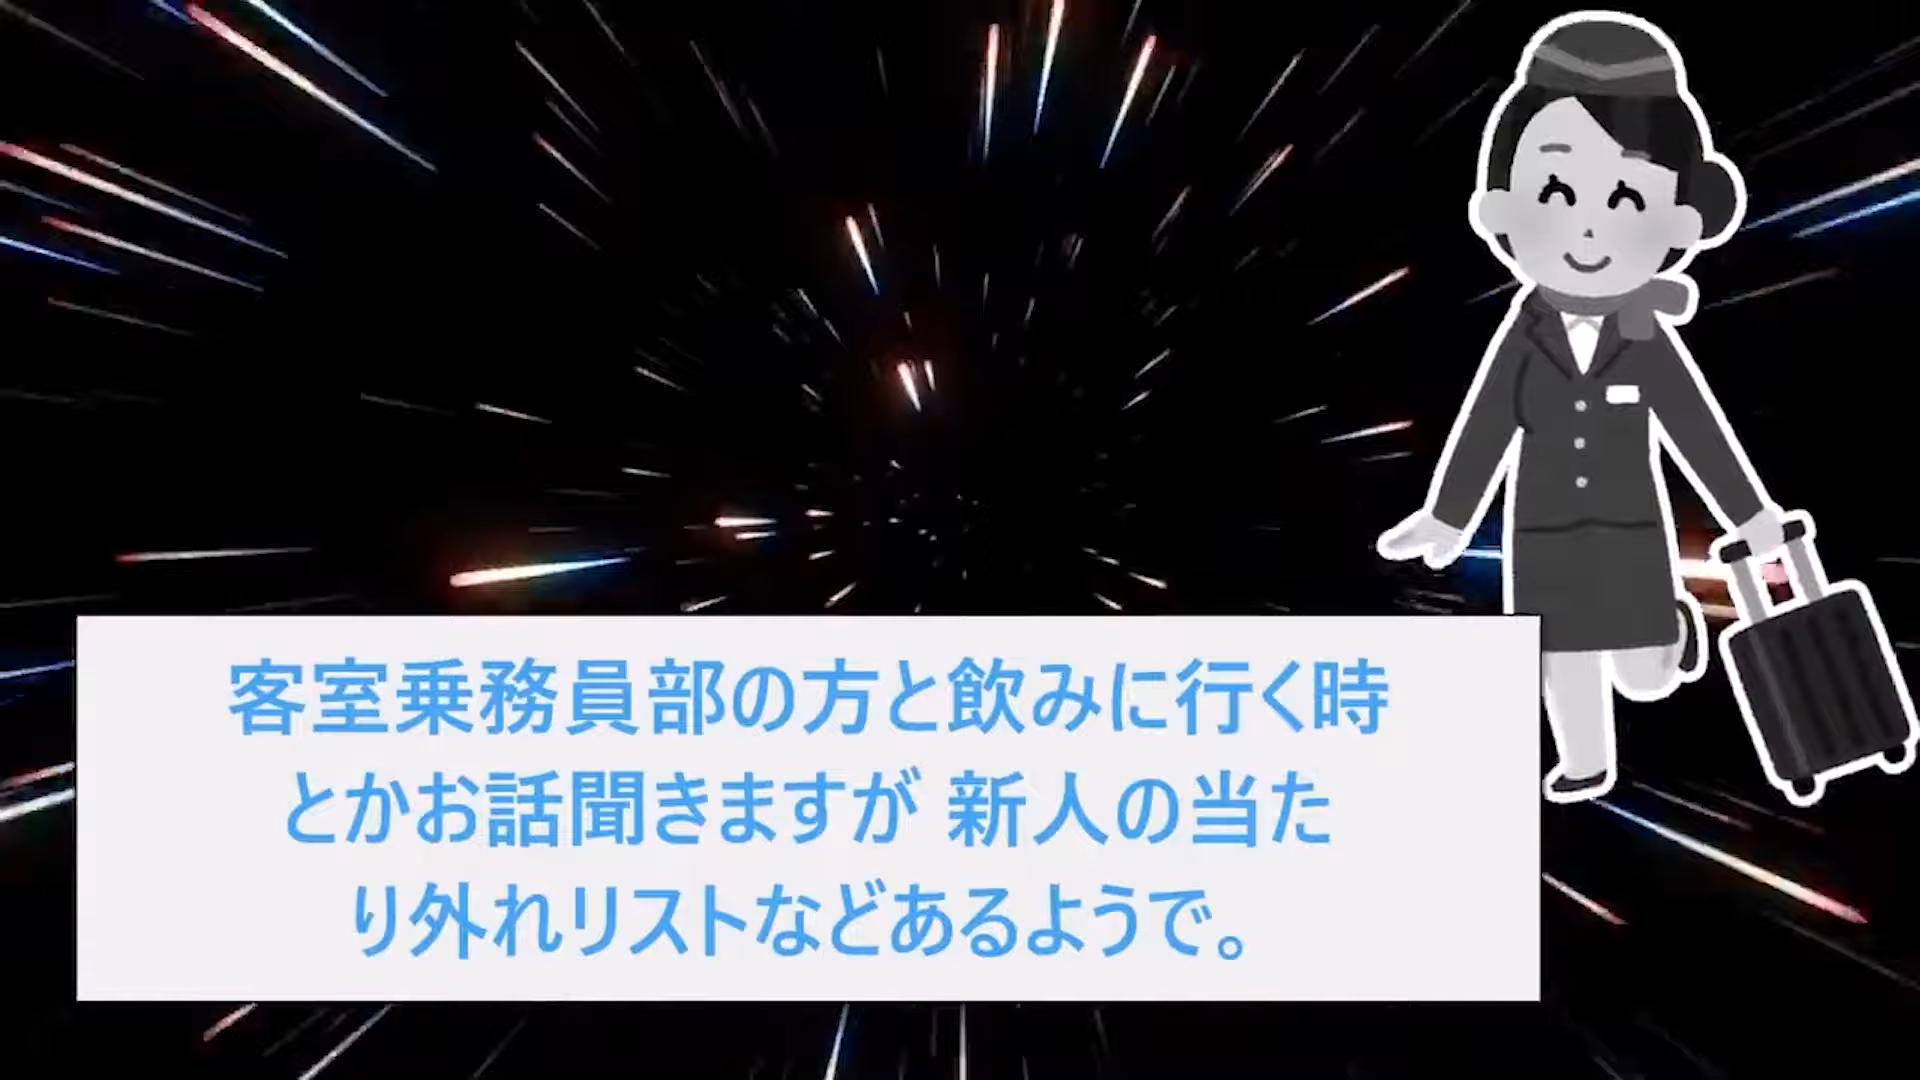 客室乗務員部の方と飲みに行く時
とかお話聞きますが 新人の当た
り外れリストなどあるようで。